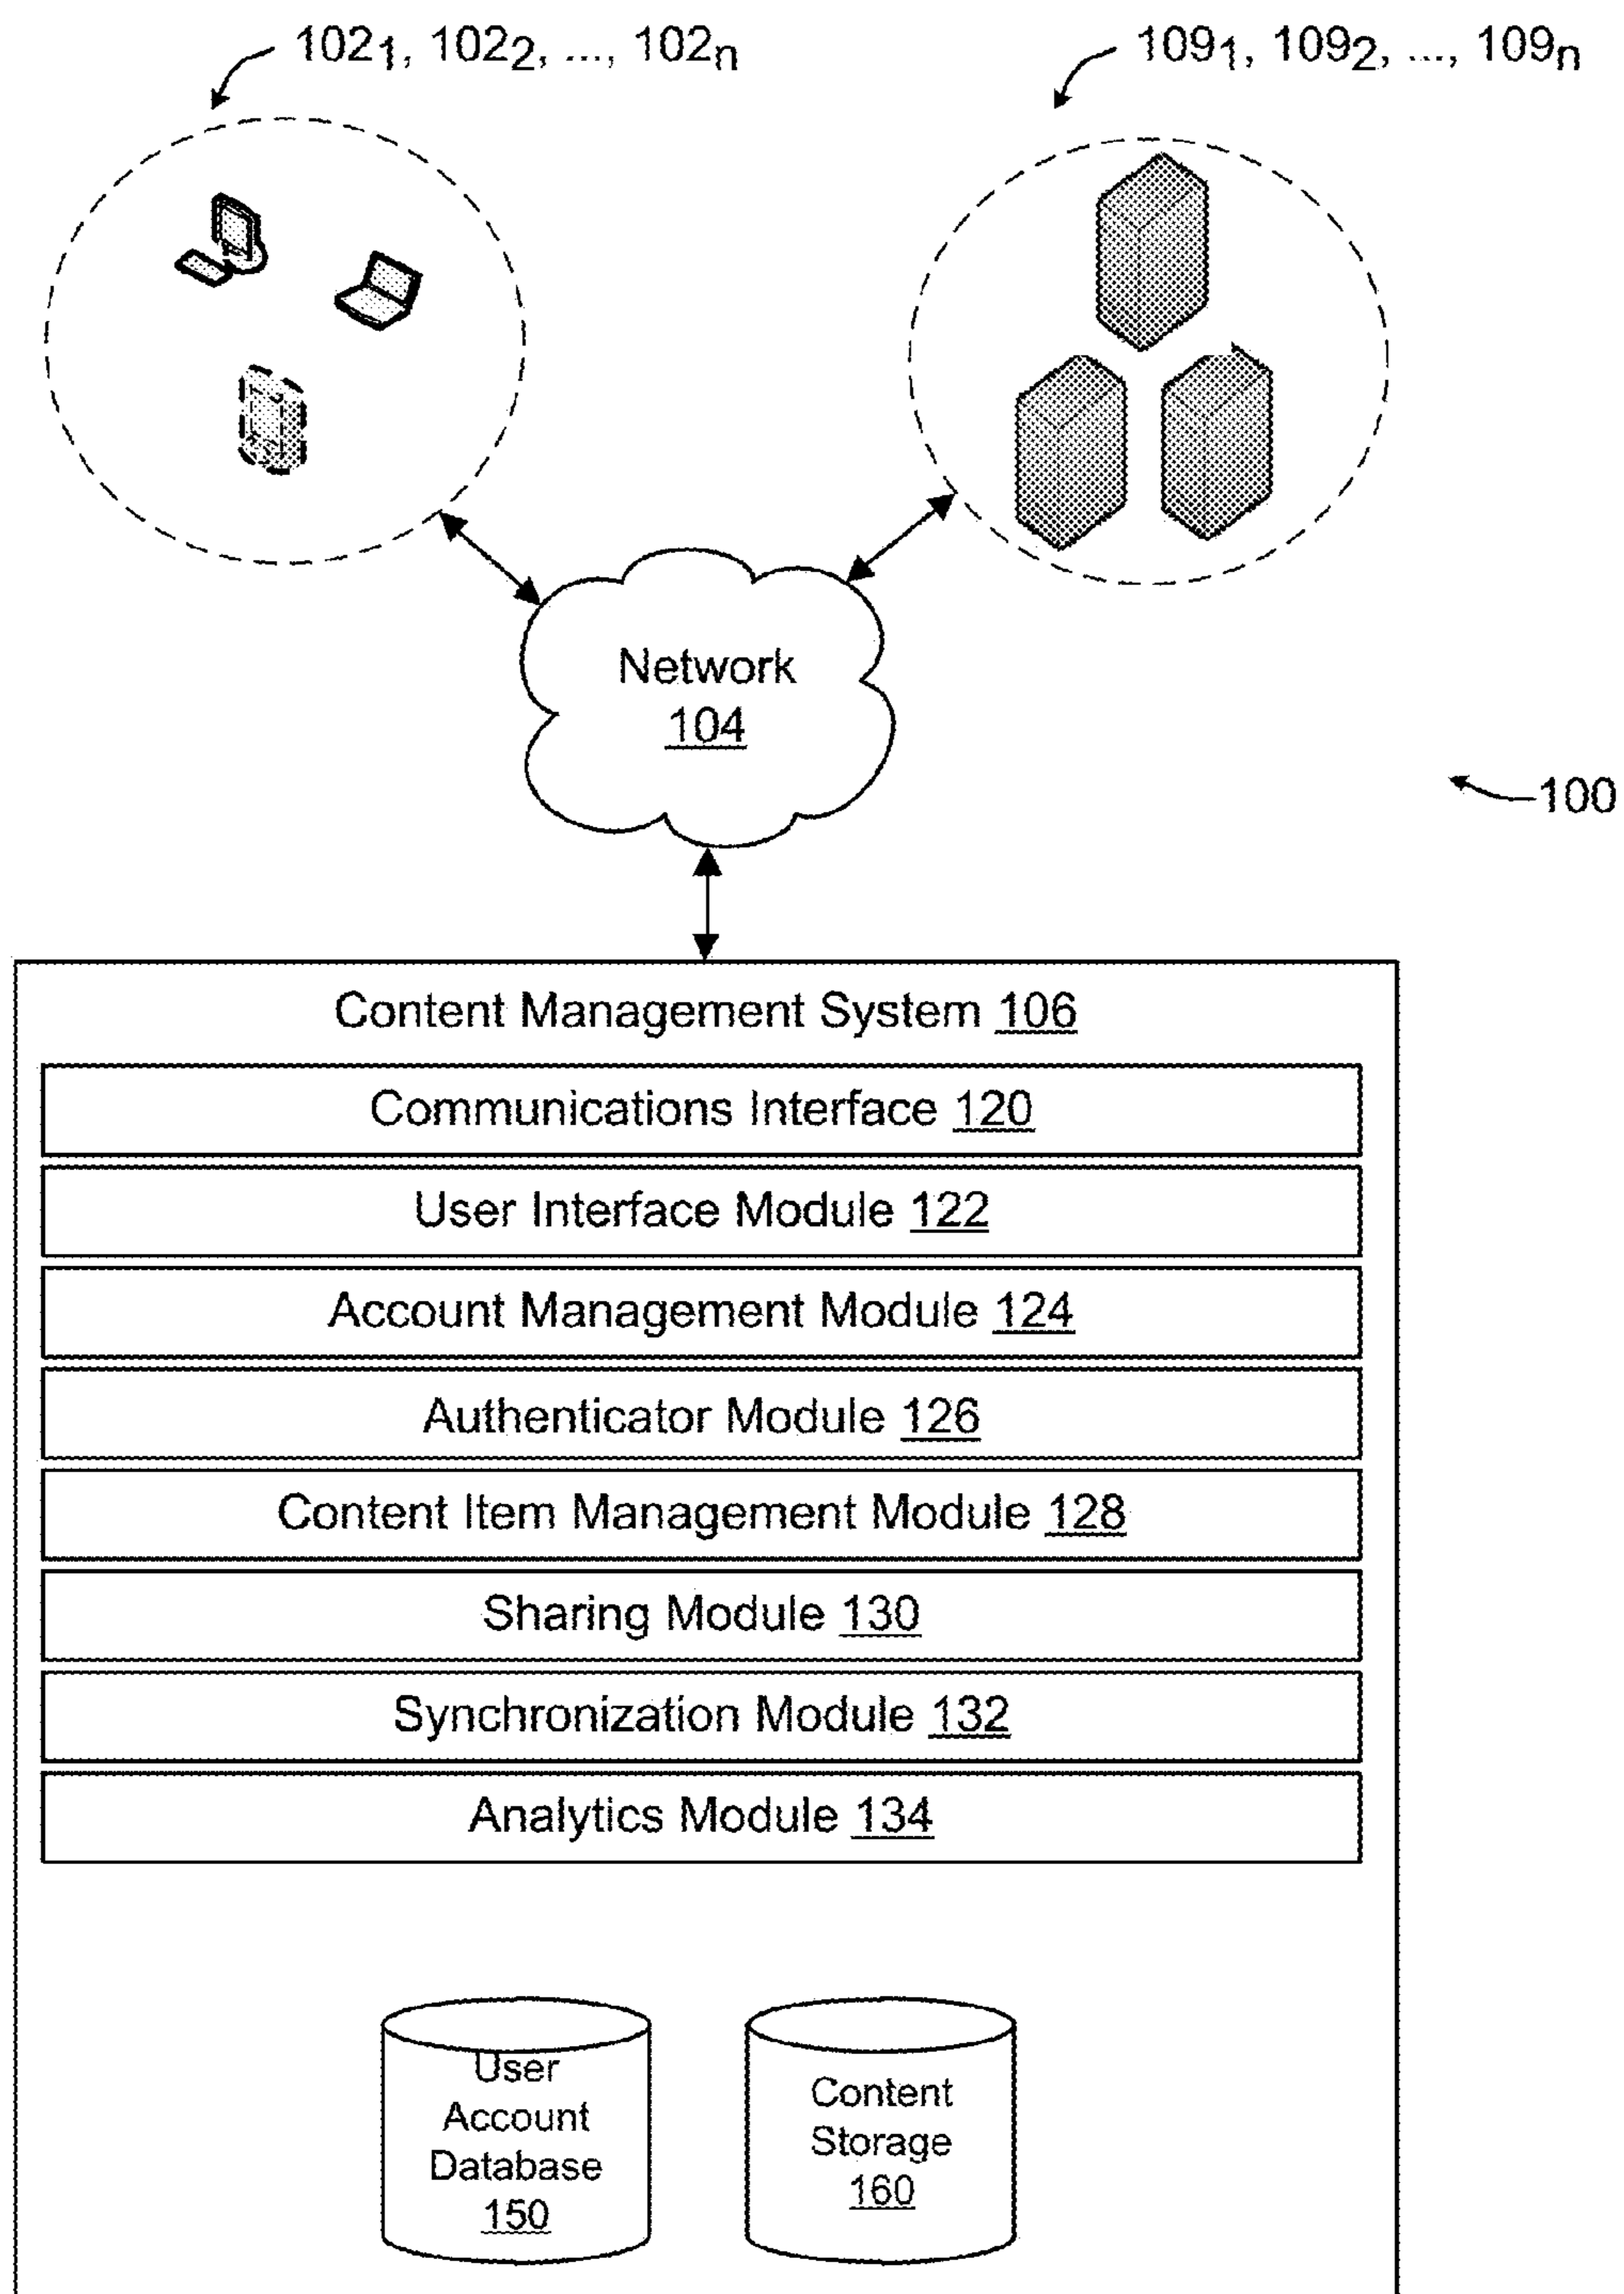 102₁, 102₂, ..., 102ₙ
109₁, 109₂, ..., 109ₙ
Network
104
100
Content Management System 106
Communications Interface 120
User Interface Module 122
Account Management Module 124
Authenticator Module 126
Content Item Management Module 128
Sharing Module 130
Synchronization Module 132
Analytics Module 134
User
Account
Database
150
Content
Storage
160